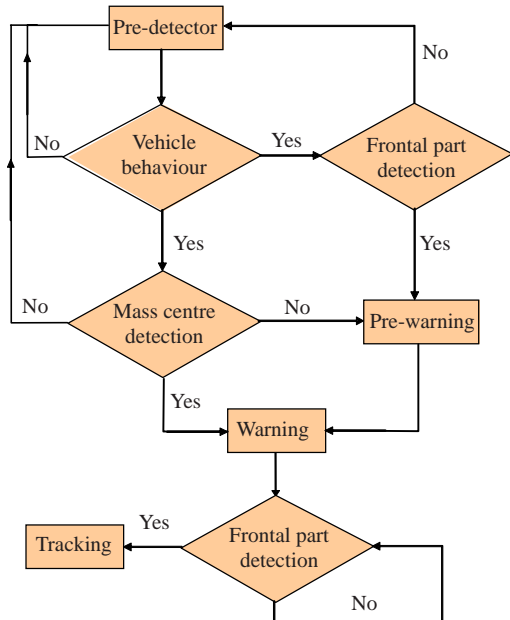 Pre-detector
No
No
Vehicle
behaviour
Yes
Frontal part
detection
Yes
Yes
No
Mass centre
detection
No
Pre-warning
Yes
Warning
Yes
Tracking
Frontal part
detection
No